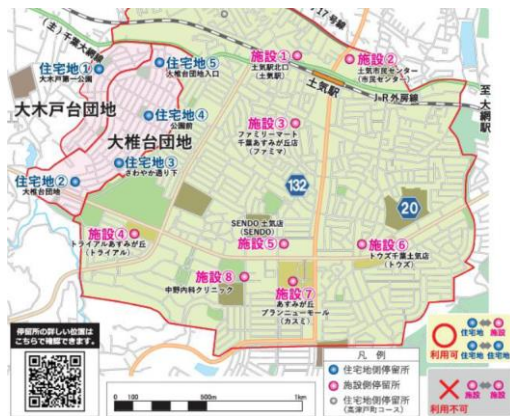 (主)千葉大網線
17号線
住宅地①
大木戸第一公園
住宅地⑤
大椎台団地入口
施設①
土気駅北口
(土気駅)
施設②
土気市民センター
(市民センター)
土気駅
JR外房線
至大網駅
大木戸台団地
住宅地④
公園前
大椎台団地
施設③
ファミリーマート
千葉あすみが丘店
(ファミマ)
住宅地③
さわやか通り下
住宅地②
大椎台団地
132
20
施設④
トライアルあすみが丘
(トライアル)
SENDO 土気店
(SENDO)
施設⑤
施設⑥
トウズ千葉土気店
(トウズ)
施設⑧
中野内科クリニック
施設⑦
あすみが丘
ブランニューモール
(カスミ)
停留所の詳しい位置は
こちらで確認できます。
0 100 500m 1km
凡 例
住宅地側停留所
施設側停留所
住宅地側停留所
(高津戸町コース)
住宅地 施設
住宅地 住宅地
利用可
施設 施設
利用不可